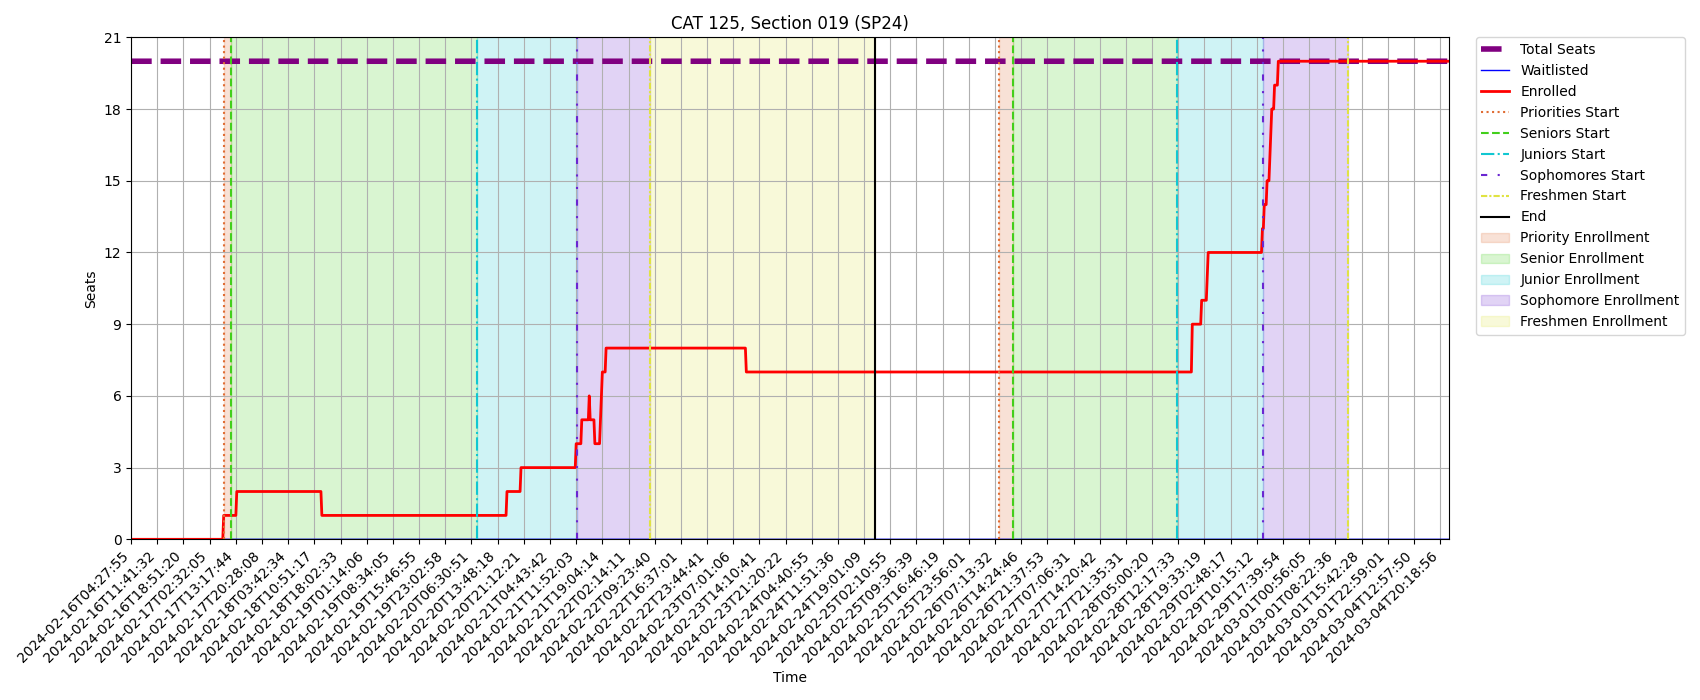 CAT 125, Section 019 (SP24)
21
18
15
12
9
6
3
0
Seats
2024-02-16T04:27:55
2024-02-16T11:41:32
2024-02-16T18:51:20
2024-02-17T02:32:05
2024-02-17T13:17:44
2024-02-17T20:28:08
2024-02-18T03:42:34
2024-02-18T10:51:17
2024-02-18T18:02:33
2024-02-19T01:14:06
2024-02-19T08:34:05
2024-02-19T15:46:55
2024-02-19T23:02:58
2024-02-20T06:30:51
2024-02-20T13:48:18
2024-02-20T21:12:21
2024-02-21T04:43:42
2024-02-21T11:52:03
2024-02-21T19:04:14
2024-02-22T02:14:11
2024-02-22T09:23:40
2024-02-22T16:37:01
2024-02-22T23:44:41
2024-02-23T07:01:06
2024-02-23T14:10:41
2024-02-23T21:20:22
2024-02-24T04:40:55
2024-02-24T11:51:36
2024-02-24T19:01:09
2024-02-25T02:10:55
2024-02-25T09:36:39
2024-02-25T16:46:19
2024-02-25T23:56:01
2024-02-26T07:13:32
2024-02-26T14:24:46
2024-02-26T21:37:53
2024-02-27T07:06:31
2024-02-27T14:20:42
2024-02-27T21:35:31
2024-02-28T05:00:20
2024-02-28T12:17:33
2024-02-28T19:33:19
2024-02-29T02:48:17
2024-02-29T10:15:12
2024-02-29T17:39:54
2024-03-01T00:56:05
2024-03-01T08:22:36
2024-03-01T15:42:28
2024-03-01T22:59:01
2024-03-04T12:57:50
2024-03-04T20:18:56
Time
Total Seats
Waitlisted
Enrolled
Priorities Start
Seniors Start
Juniors Start
Sophomores Start
Freshmen Start
End
Priority Enrollment
Senior Enrollment
Junior Enrollment
Sophomore Enrollment
Freshmen Enrollment